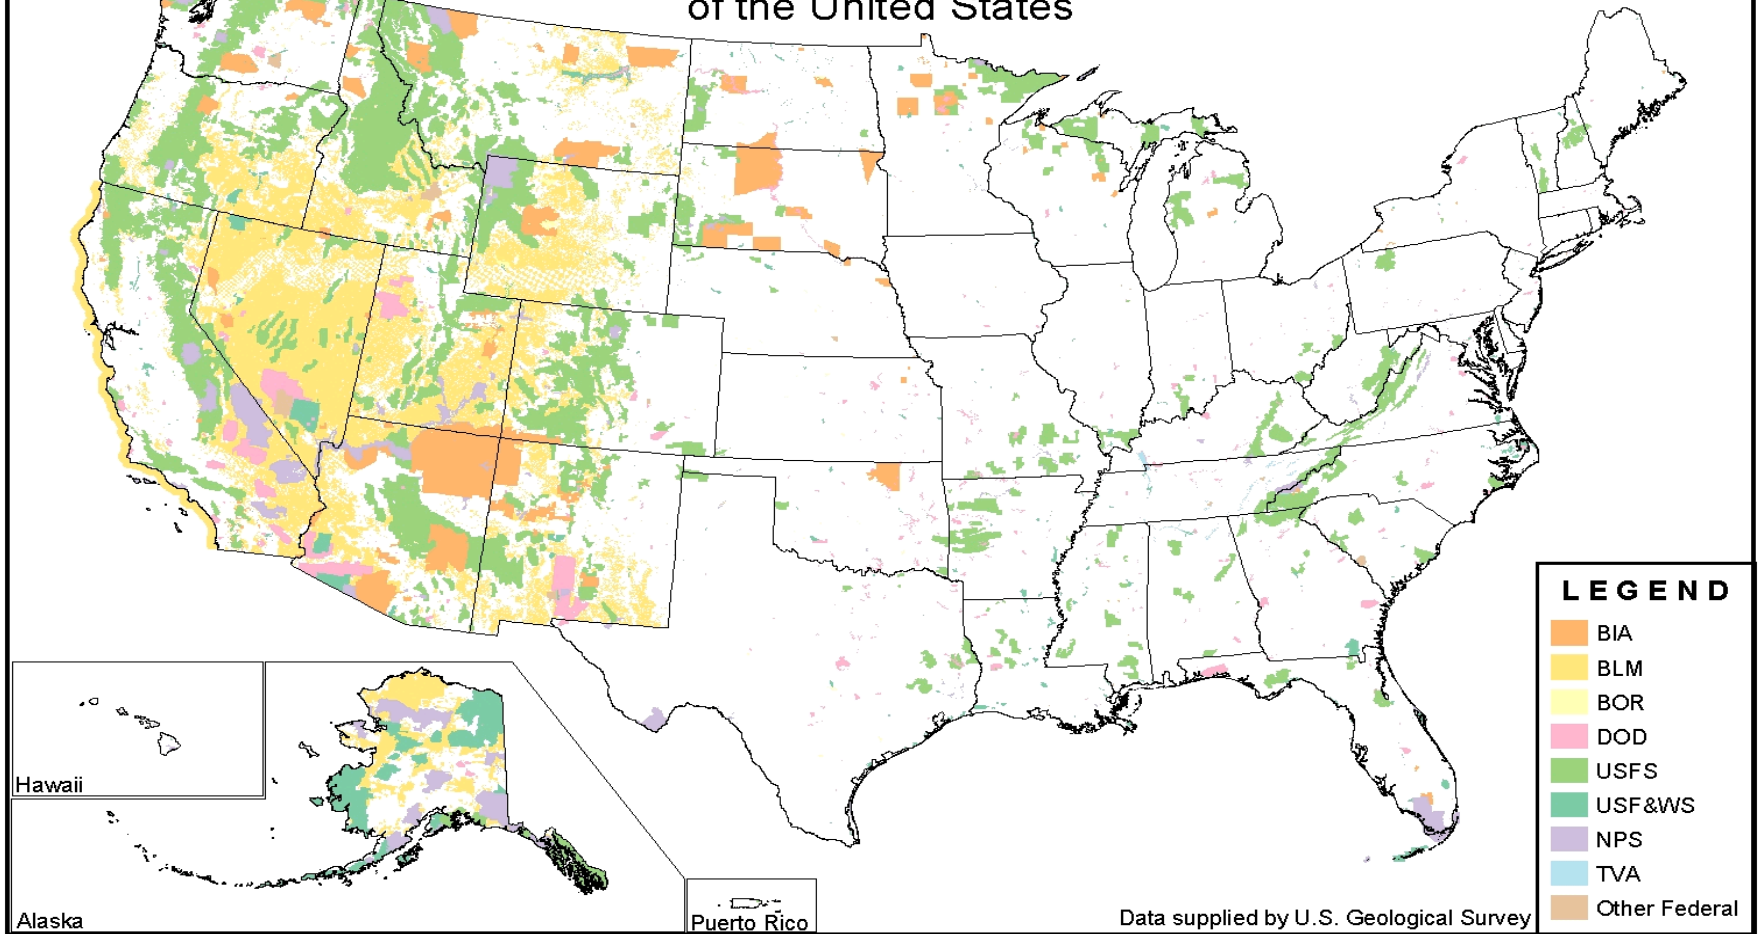 of the United States
LEGEND
BIA
BLM
BOR
DOD
USFS
USF&WS
NPS
TVA
Other Federal
Hawaii
Alaska
Puerto Rico
Data supplied by U.S. Geological Survey